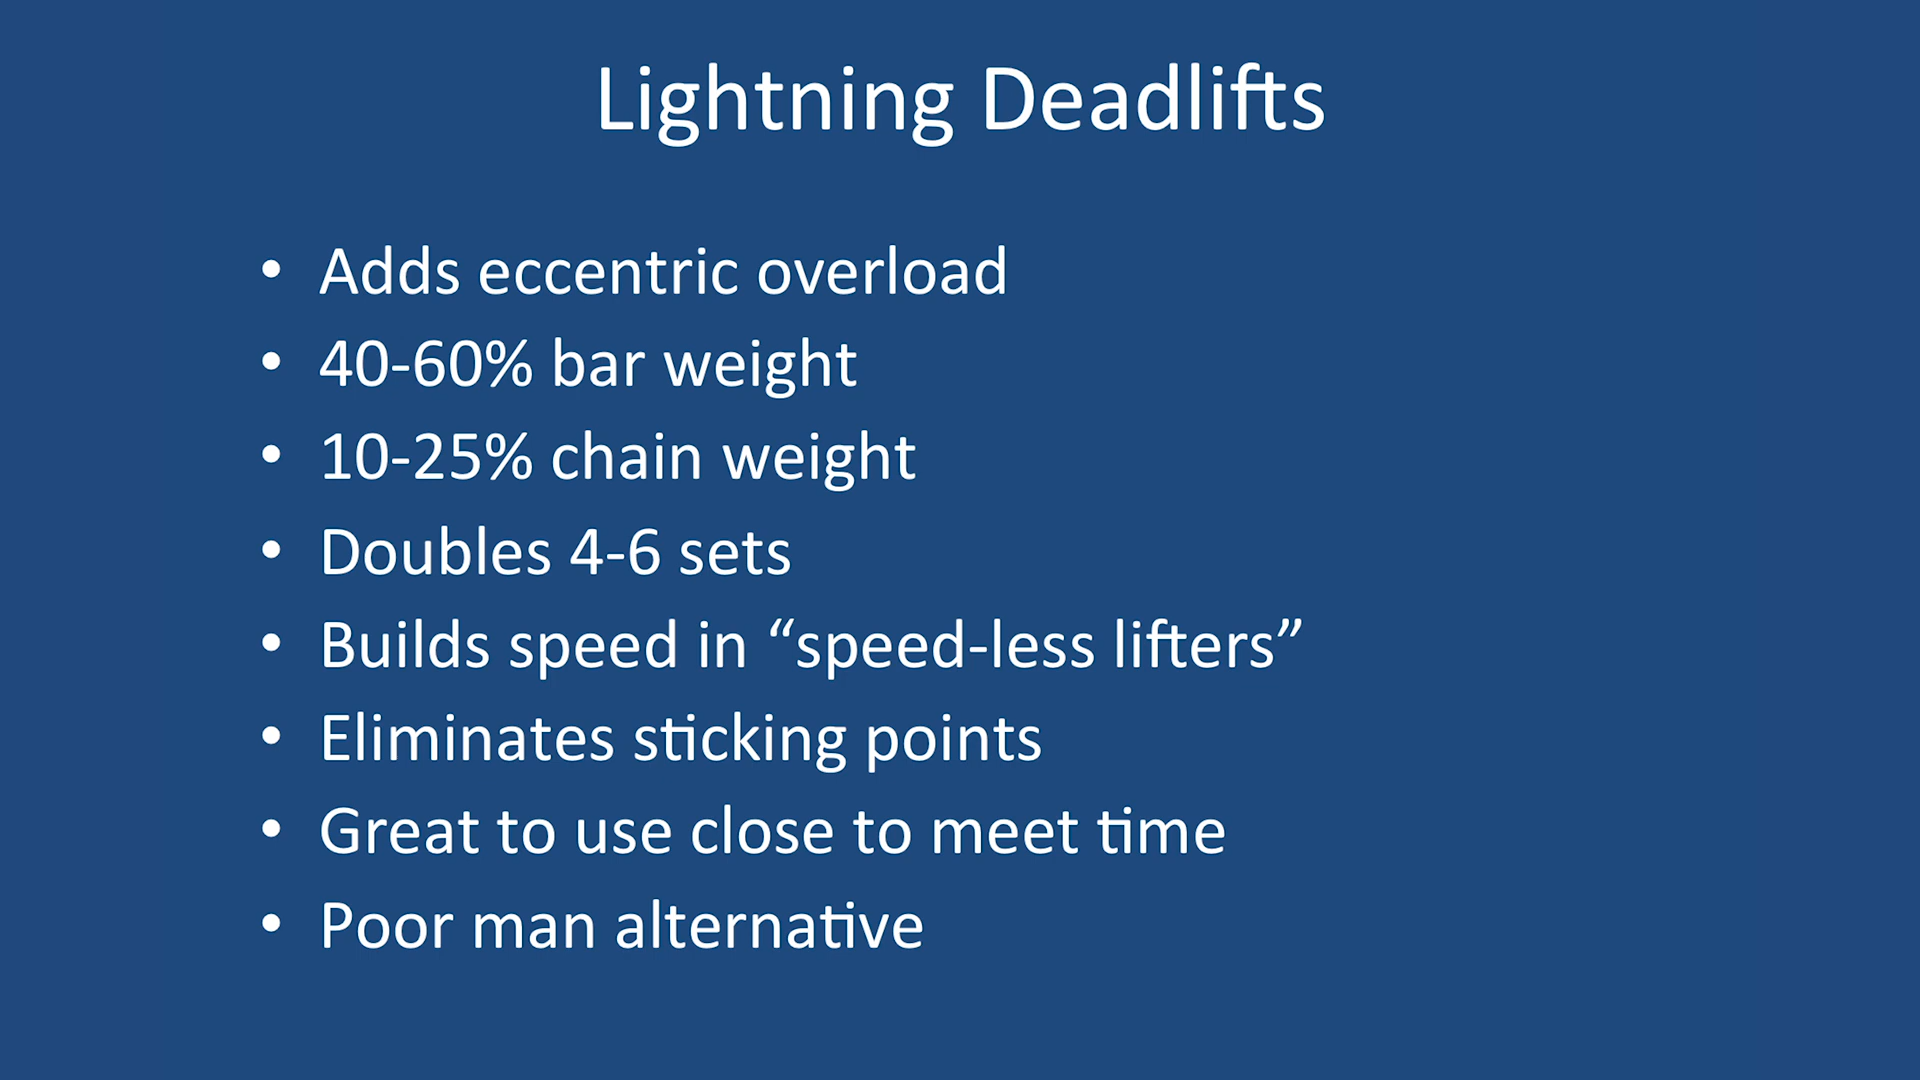 Lightning Deadlifts
• Adds eccentric overload
• 40-60% bar weight
• 10-25% chain weight
• Doubles 4-6 sets
• Builds speed in “speed-less lifters”
• Eliminates sticking points
• Great to use close to meet time
• Poor man alternative